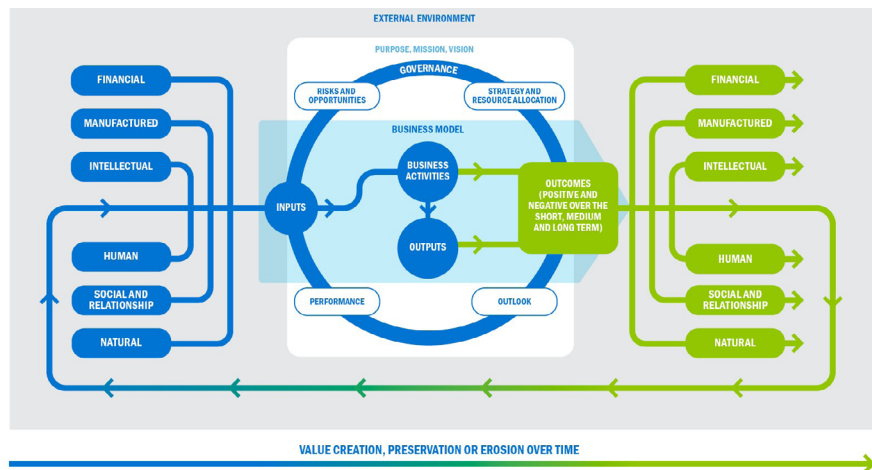 EXTERNAL ENVIRONMENT
PURPOSE, MISSION, VISION
GOVERNANCE
RISKS AND
OPPORTUNITIES
STRATEGY AND
RESOURCE ALLOCATION
FINANCIAL
MANUFACTURED
INTELLECTUAL
HUMAN
SOCIAL AND
RELATIONSHIP
NATURAL
BUSINESS MODEL
INPUTS
BUSINESS
ACTIVITIES
OUTPUTS
OUTCOMES
(POSITIVE AND
NEGATIVE OVER THE
SHORT, MEDIUM
AND LONG TERM)
PERFORMANCE
OUTLOOK
FINANCIAL
MANUFACTURED
INTELLECTUAL
HUMAN
SOCIAL AND
RELATIONSHIP
NATURAL
VALUE CREATION, PRESERVATION OR EROSION OVER TIME